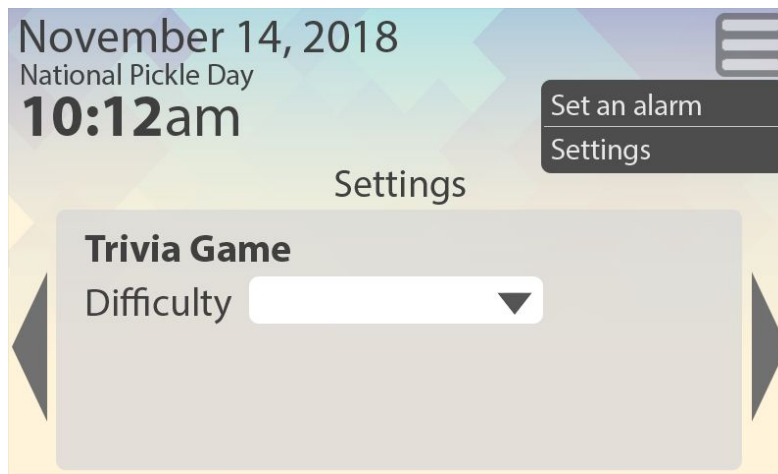 November 14, 2018
National Pickle Day
10:12am
Set an alarm
Settings
Settings
Trivia Game
Difficulty